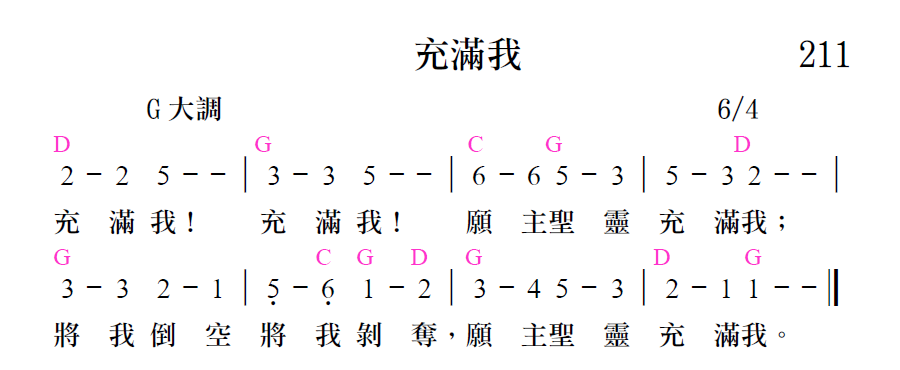 充滿我 211
G大調 6/4
D G C G D
2 - 2 5 - - | 3 - 3 5 - - | 6 - 6 5 - 3 | 5 - 3 2 - - |
充 滿 我！ 充 滿 我！ 願 主聖 靈 充 滿我；
G C G D G D G
3 - 3 2 - 1 | 5̣ - 6̣ 1 - 2 | 3 - 4 5 - 3 | 2 - 1 1 - - ‖
將 我 倒 空 將 我 剝 奪，願 主聖 靈 充 滿我。